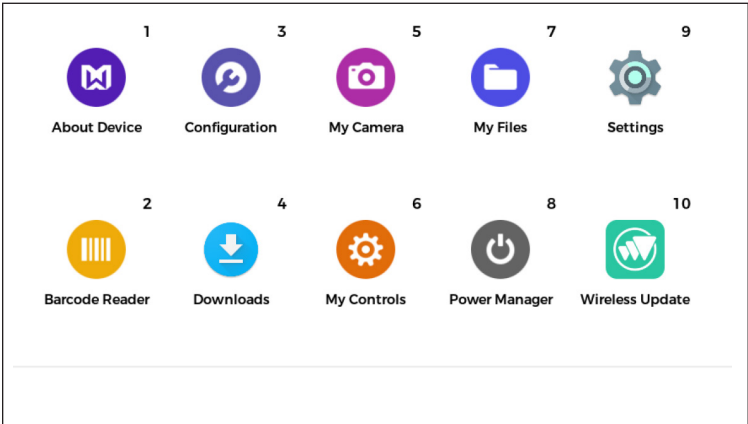 1 3 5 7 9
About Device Configuration My Camera My Files Settings
2 4 6 8 10
Barcode Reader Downloads My Controls Power Manager Wireless Update